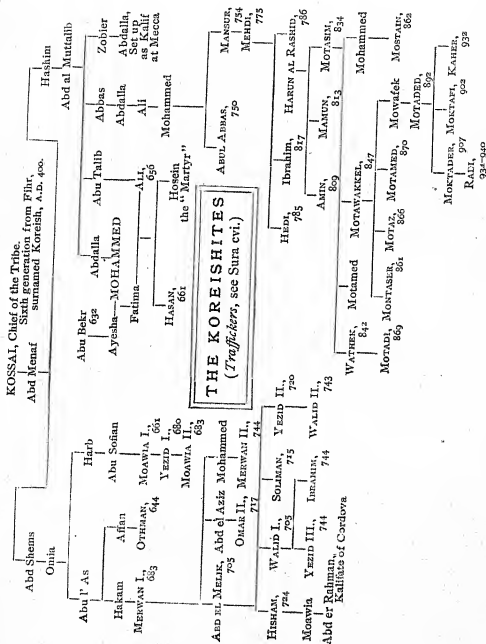 KOSSAI, Chief of the Tribe.
Sixth generation from Fihr,
surnamed Koreish, A.D. 400.
Abd Menaf
Abd Shems
Hashim
Omia
Abd al Muttalib
Abu l' As
Harb
Abu Bekr
632
Abdalla
Abu Talib
Abbas
Zobier
Hakam
Affan
Abu Sofian
Ayesha—MOHAMMED
Abdalla
Abdalla,
Set up
as Kalif
at Mecca
MERWAN I.,
683
OTHMAN,
644
MOAWIA I.,
661
YEZID I.,
680
MOAWIA II.,
683
Fatima
ALI,
656
Ali
HASAN,
661
Hosein
the "Martyr"
Mohammed
ABD EL MELIK,
705
Abd el Aziz
Mohammed
OMAR II.,
717
MERWAN II.,
744
THE KOREISHITES
(Traffickers, see Sura cvi.)
ABUL ABBAS,
750
MANSUR,
754
MEHDI,
775
HISHAM,
724
WALID I.,
705
SOLIMAN,
715
YEZID II.,
720
HEDI,
785
Ibrahim,
817
HARUN AL RASHID,
786
Moawia
YEZID III.,
744
IBRAHIM,
744
WALID II.,
743
AMIN,
809
MAMUN,
813
MOTASIM,
834
Abd er Rahman,
Kalifate of Cordova
WATHEK,
842
Motamed
MOTAWAKKEL,
847
Mohammed
MOTADI,
869
MONTASER,
861
MOTAZ,
866
MOTAMED,
870
Mowafek
MOSTAIN,
862
MOTADED,
892
MOKTADER,
907
MOKTAFI,
902
KAHER,
932
RADI,
934-940